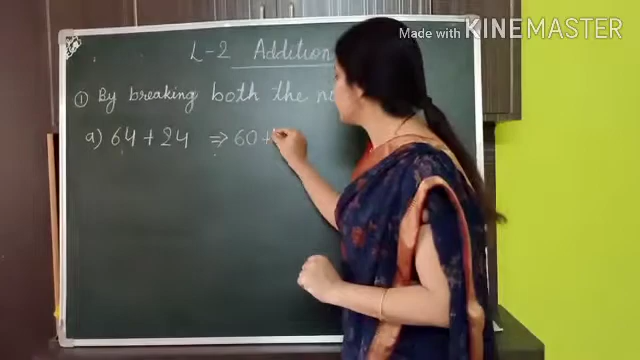 Made with KINEMASTER
L-2 Addition
① By breaking both the
a) 64 + 24 ⇒ 60 +